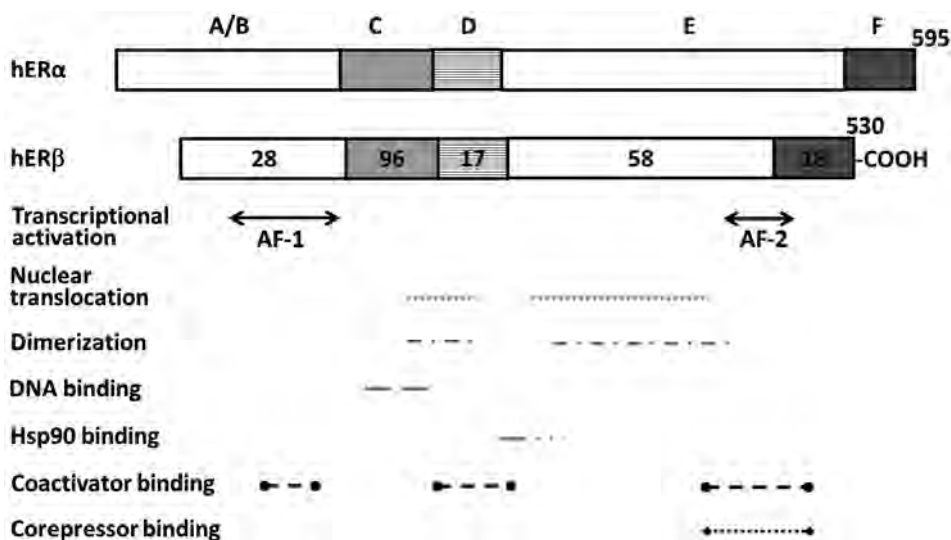 A/B C D E F
595
hERα
530
hERβ 28 96 17 58 18 -COOH
Transcriptional
activation
AF-1 AF-2
Nuclear
translocation
Dimerization
DNA binding
Hsp90 binding
Coactivator binding
Corepressor binding